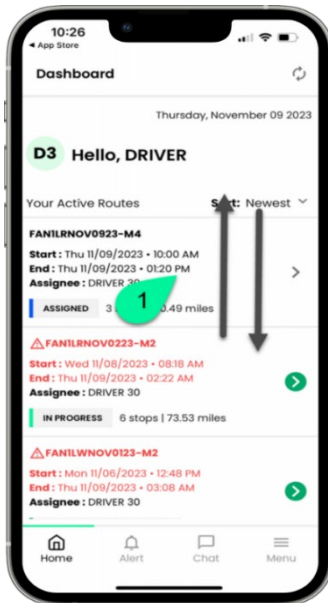 10:26
◄ App Store
Dashboard
Thursday, November 09 2023
D3 Hello, DRIVER
Your Active Routes Newest
FAN1LRNOV0923-M4
Start : Thu 11/09/2023 • 10:00 AM
End : Thu 11/09/2023 • 01:20 PM
Assignee : DRIVER 30
1
ASSIGNED 3 0.49 miles
FAN1LRNOV0223-M2
Start : Wed 11/08/2023 • 08:18 AM
End : Thu 11/09/2023 • 02:22 AM
Assignee : DRIVER 30
IN PROGRESS 6 stops | 73.53 miles
FAN1LWNOV0123-M2
Start : Mon 11/06/2023 • 12:48 PM
End : Thu 11/09/2023 • 03:08 AM
Assignee : DRIVER 30
Home Alert Chat Menu